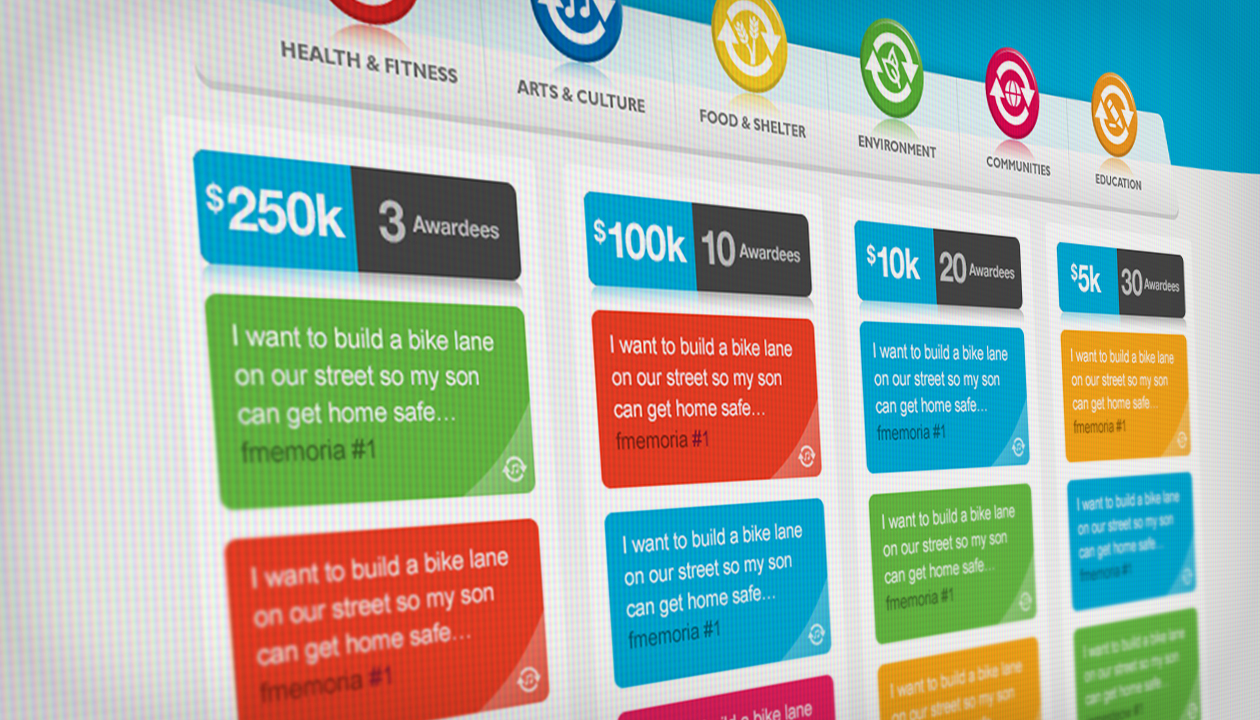 HEALTH & FITNESS
ARTS & CULTURE
FOOD & SHELTER
ENVIRONMENT
COMMUNITIES
EDUCATION
$250k 3 Awardees
$100k 10 Awardees
$10k 20 Awardees
$5k 30 Awardees
I want to build a bike lane
on our street so my son
can get home safe...
fmemoria #1
I want to build a bike lane
on our street so my son
can get home safe...
fmemoria #1
I want to build a bike lane
on our street so my son
can get home safe...
fmemoria #1
I want to build a bike lane
on our street so my son
can get home safe...
fmemoria #1
I want to build a bike lane
on our street so my son
can get home safe...
fmemoria #1
I want to build a bike lane
on our street so my son
can get home safe...
fmemoria #1
I want to build a bike lane
on our street so my son
can get home safe...
fmemoria #1
I want to build a bike lane
on our street so my son
can get home safe...
fmemoria #1
a bike lane
I want to build a bike lane
on our street so my son
I want to build a bike lane
on our street so my son
can get home safe...